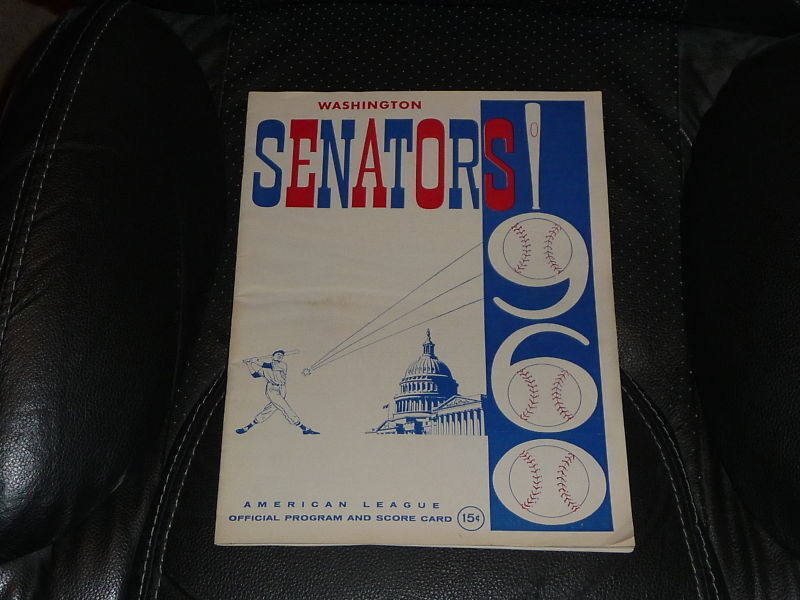 WASHINGTON
SENATORS
1960
AMERICAN LEAGUE
OFFICIAL PROGRAM AND SCORE CARD 15¢